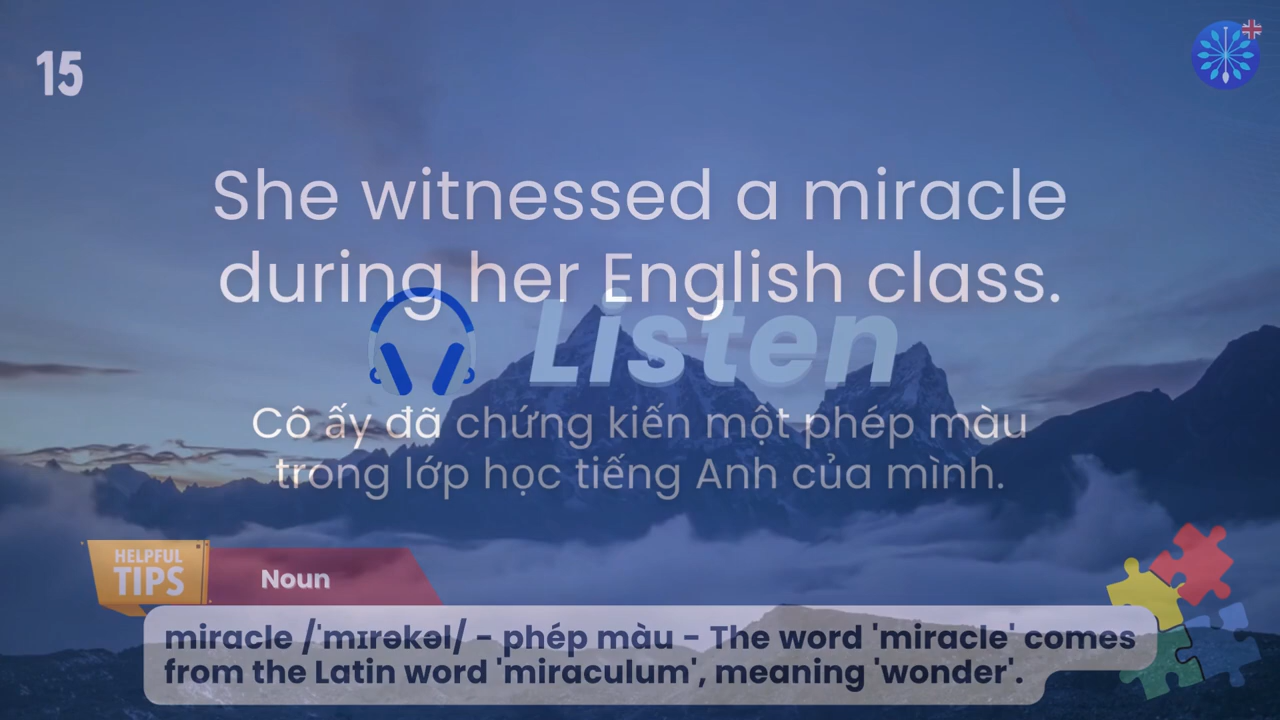 15
She witnessed a miracle
during her English class.
Listen
Cô ấy đã chứng kiến một phép màu
trong lớp học tiếng Anh của mình.
HELPFUL
TIPS
Noun
miracle /ˈmɪrəkəl/ - phép màu - The word 'miracle' comes
from the Latin word 'miraculum', meaning 'wonder'.